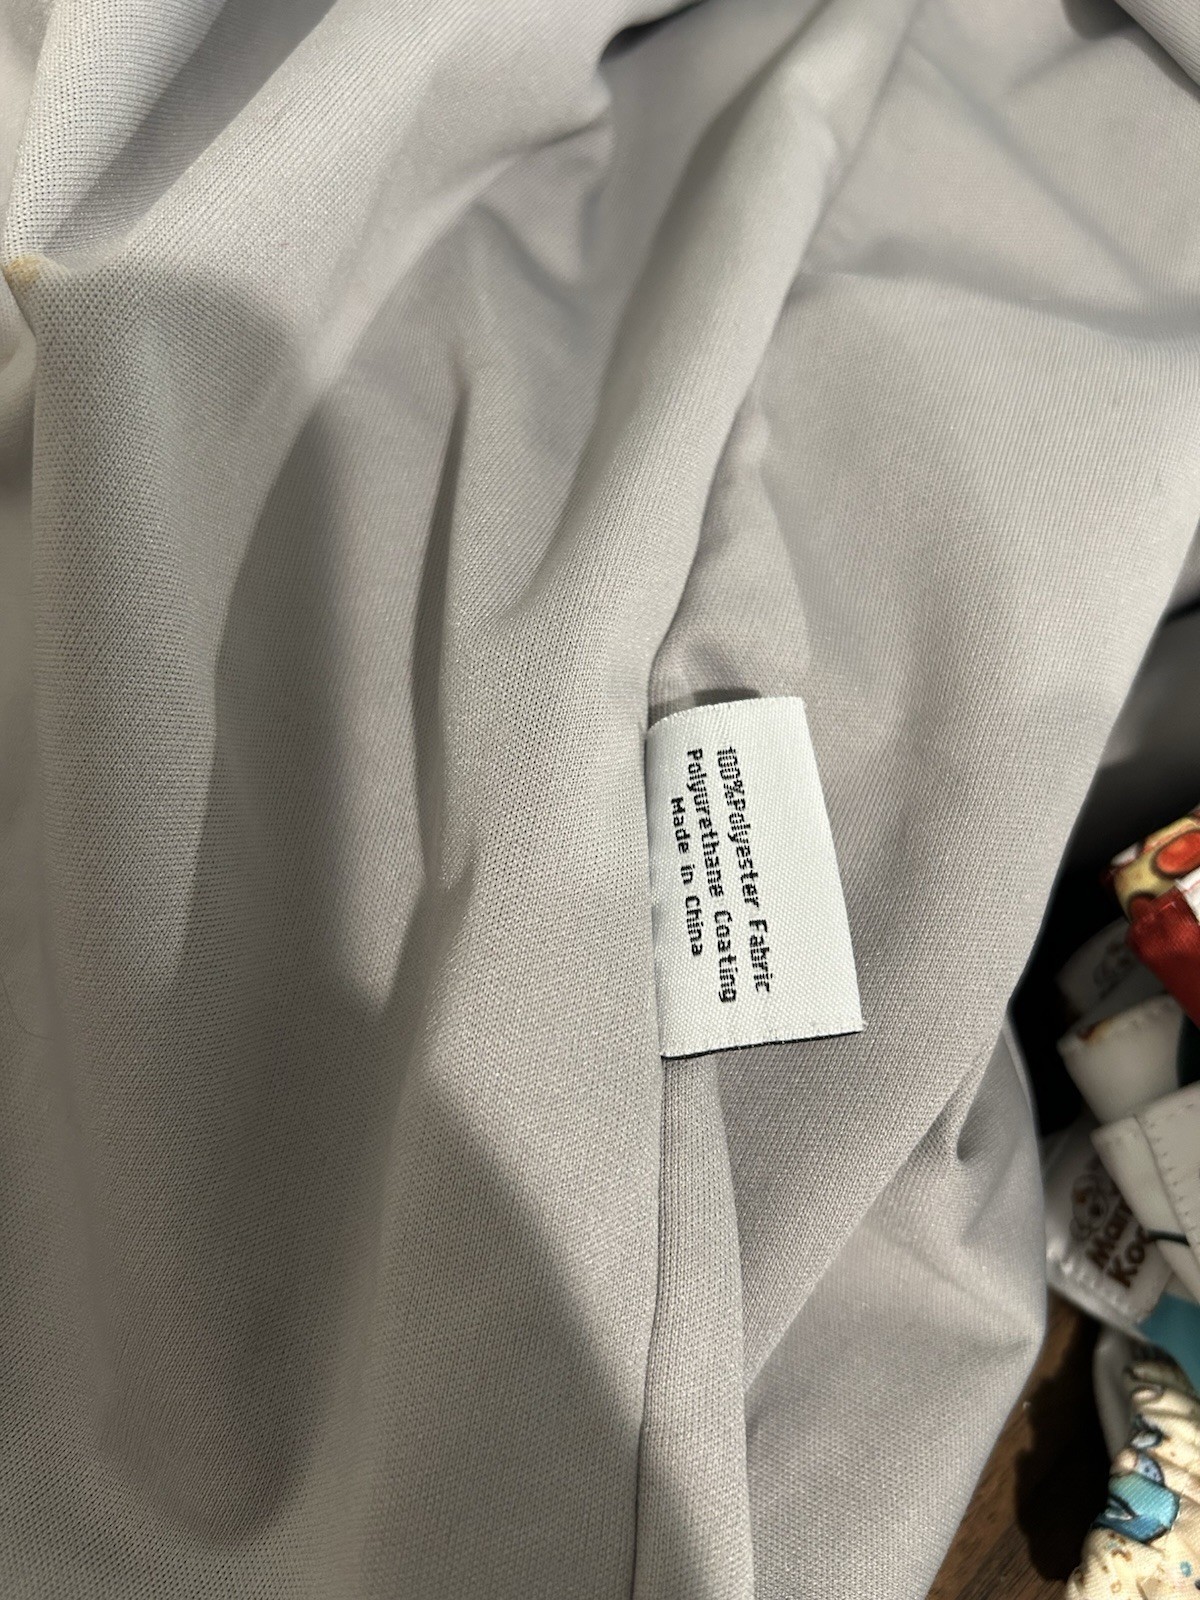 100%Polyester Fabric
Polyurethane Coating
Made in China